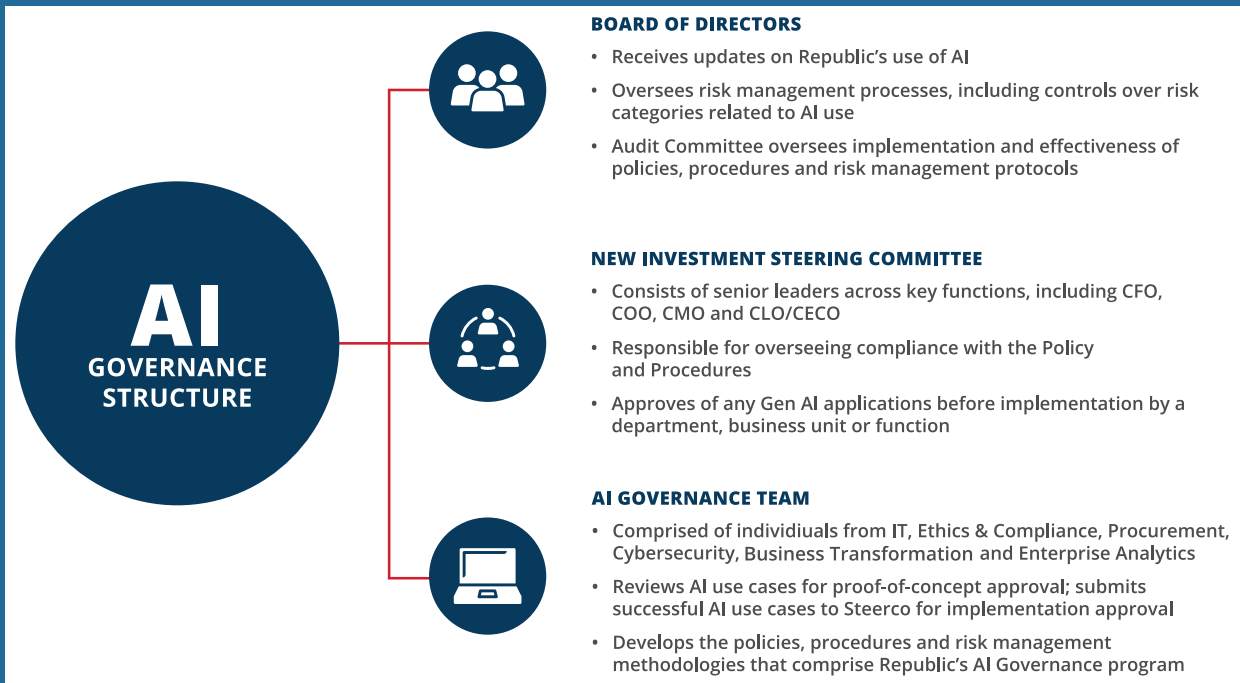 AI
GOVERNANCE
STRUCTURE
BOARD OF DIRECTORS
• Receives updates on Republic's use of AI
• Oversees risk management processes, including controls over risk
categories related to AI use
• Audit Committee oversees implementation and effectiveness of
policies, procedures and risk management protocols
NEW INVESTMENT STEERING COMMITTEE
• Consists of senior leaders across key functions, including CFO,
COO, CMO and CLO/CECO
• Responsible for overseeing compliance with the Policy
and Procedures
• Approves of any Gen AI applications before implementation by a
department, business unit or function
AI GOVERNANCE TEAM
• Comprised of individiuals from IT, Ethics & Compliance, Procurement,
Cybersecurity, Business Transformation and Enterprise Analytics
• Reviews AI use cases for proof-of-concept approval; submits
successful AI use cases to Steerco for implementation approval
• Develops the policies, procedures and risk management
methodologies that comprise Republic's AI Governance program